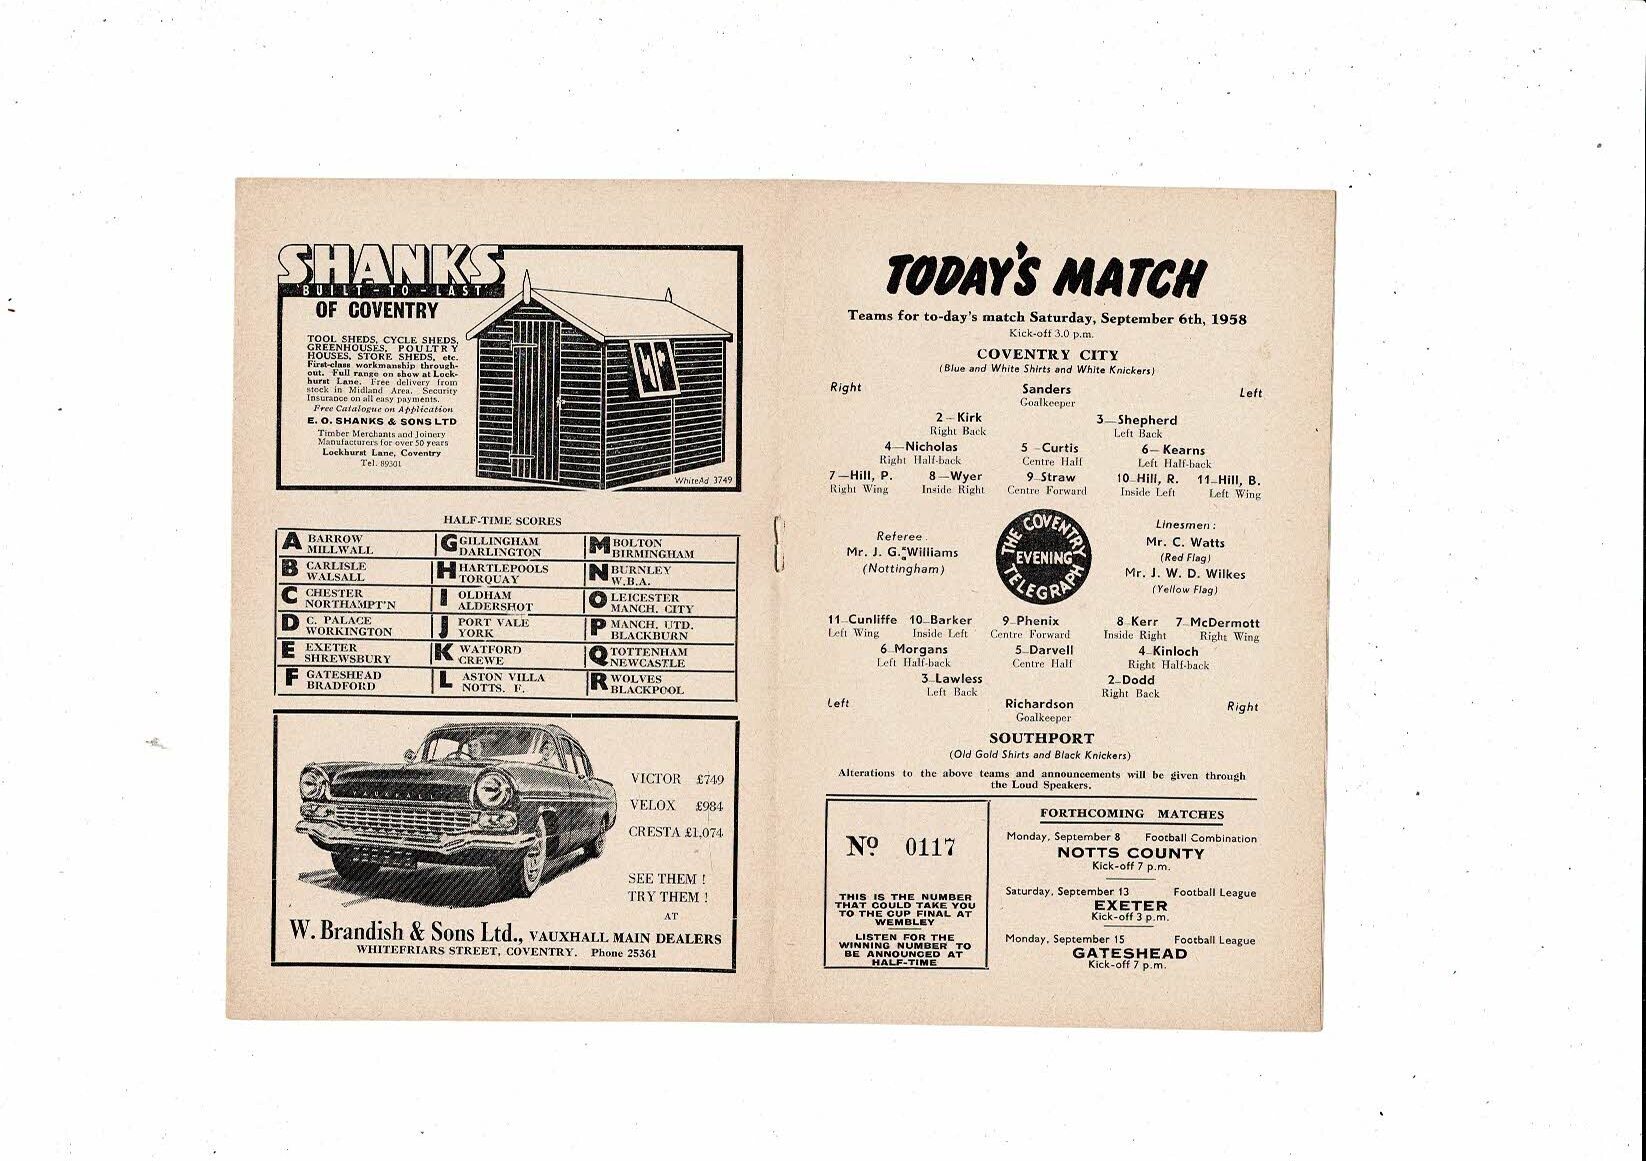 SHANKS
BUILT-TO-LAST
OF COVENTRY
TOOL SHEDS, CYCLE SHEDS,
GREENHOUSES, POULTRY
HOUSES, STORE SHEDS, etc.
First-class workmanship through-
out. Full range on show at Lock-
hurst Lane. Free delivery from
stock in Midland Area. Security
Insurance on all easy payments.
Free Catalogue on Application
E. O. SHANKS & SONS LTD
Timber Merchants and Joinery
Manufacturers for over 50 years
Lockhurst Lane, Coventry
Tel. 89301
WhiteAd 3749
HALF-TIME SCORES
A BARROW
MILLWALL
B CARLISLE
WALSALL
C CHESTER
NORTHAMPT'N
D C. PALACE
WORKINGTON
E EXETER
SHREWSBURY
F GATESHEAD
BRADFORD
G GILLINGHAM
DARLINGTON
H HARTLEPOOLS
TORQUAY
I OLDHAM
ALDERSHOT
J PORT VALE
YORK
K WATFORD
CREWE
L ASTON VILLA
NOTTS. F.
M BOLTON
BIRMINGHAM
N BURNLEY
W.B.A.
O LEICESTER
MANCH. CITY
P MANCH. UTD.
BLACKBURN
Q TOTTENHAM
NEWCASTLE
R WOLVES
BLACKPOOL
VAUXHALL
VICTOR £749
VELOX £984
CRESTA £1,074
SEE THEM !
TRY THEM !
AT
W. Brandish & Sons Ltd., VAUXHALL MAIN DEALERS
WHITEFRIARS STREET, COVENTRY. Phone 25361
TODAY'S MATCH
Teams for to-day's match Saturday, September 6th, 1958
Kick-off 3.0 p.m.
COVENTRY CITY
(Blue and White Shirts and White Knickers)
Right Sanders Left
Goalkeeper
2-Kirk 3—Shepherd
Right Back Left Back
4—Nicholas 5 -Curtis 6— Kearns
Right Half-back Centre Half Left Half-back
7—Hill, P. 8—Wyer 9-Straw 10-Hill, R. 11-Hill, B.
Right Wing Inside Right Centre Forward Inside Left Left Wing
Referee
Mr. J. G. Williams
(Nottingham)
THE COVENTRY
EVENING
TELEGRAPH
Linesmen :
Mr. C. Watts
(Red Flag)
Mr. J. W. D. Wilkes
(Yellow Flag)
11-Cunliffe 10-Barker 9-Phenix 8-Kerr 7-McDermott
Left Wing Inside Left Centre Forward Inside Right Right Wing
6-Morgans 5-Darvell 4-Kinloch
Left Half-back Centre Half Right Half-back
3-Lawless 2-Dodd
Left Back Right Back
Left Richardson Right
Goalkeeper
SOUTHPORT
(Old Gold Shirts and Black Knickers)
Alterations to the above teams and announcements will be given through
the Loud Speakers.
No 0117
THIS IS THE NUMBER
THAT COULD TAKE YOU
TO THE CUP FINAL AT
WEMBLEY
LISTEN FOR THE
WINNING NUMBER TO
BE ANNOUNCED AT
HALF-TIME
FORTHCOMING MATCHES
Monday, September 8 Football Combination
NOTTS COUNTY
Kick-off 7 p.m.
Saturday, September 13 Football League
EXETER
Kick-off 3 p.m.
Monday, September 15 Football League
GATESHEAD
Kick-off 7 p.m.